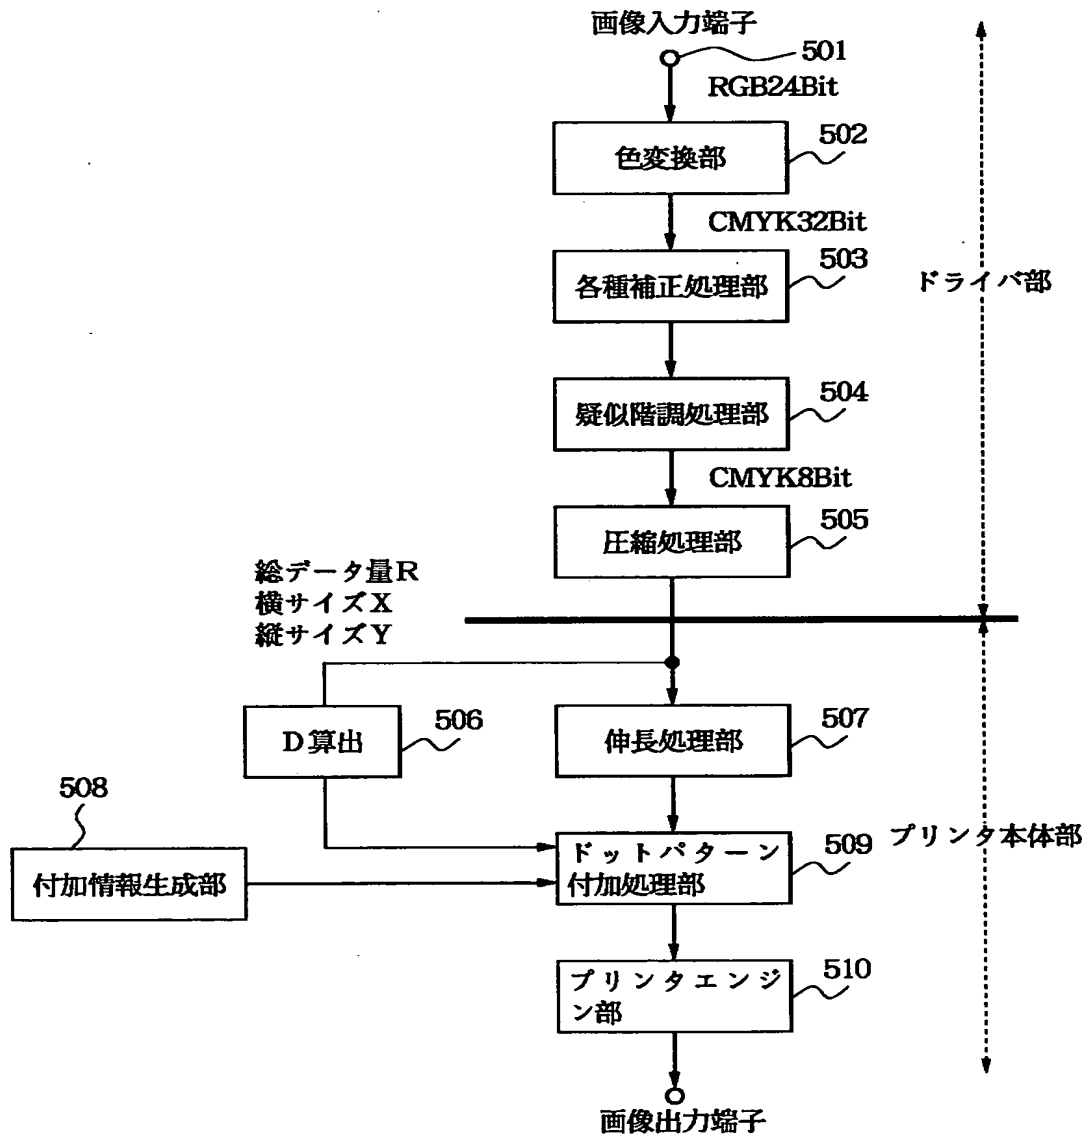 画像入力端子
501
RGB24Bit
色変換部
502
CMYK32Bit
各種補正処理部
503
ドライバ部
疑似階調処理部
504
CMYK8Bit
圧縮処理部
505
総データ量R
横サイズX
縦サイズY
D算出
506
伸長処理部
507
508
付加情報生成部
ドットパターン
付加処理部
509
プリンタ本体部
プリンタエンジ
ン部
510
画像出力端子